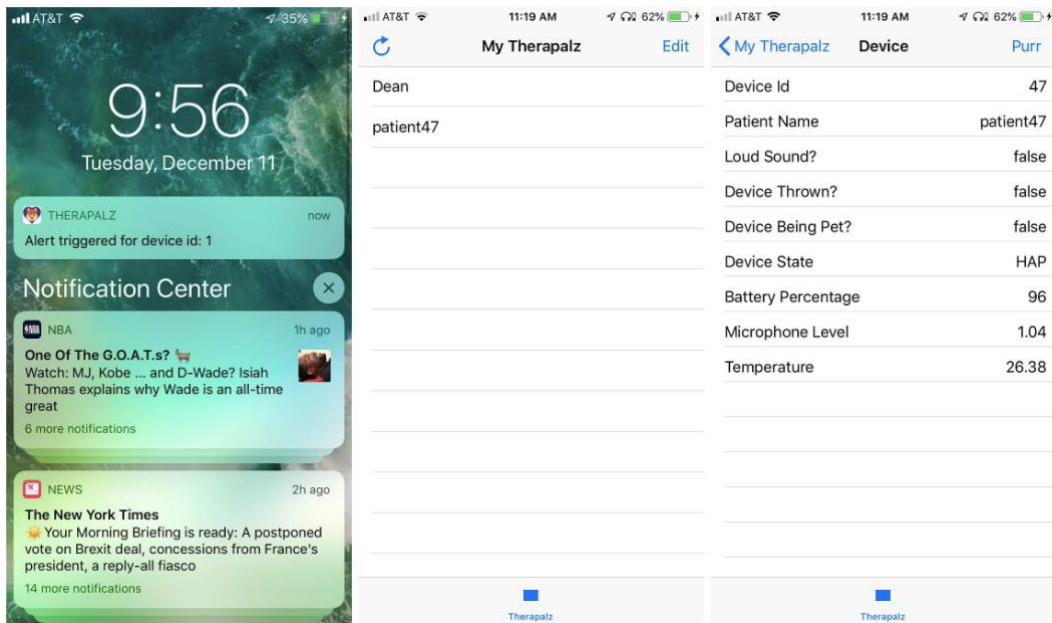 AT&T 35%
9:56
Tuesday, December 11
THERAPALZ now
Alert triggered for device id: 1
Notification Center
NBA 1h ago
One Of The G.O.A.T.s? 🐐
Watch: MJ, Kobe ... and D-Wade? Isiah
Thomas explains why Wade is an all-time
great
6 more notifications
NEWS 2h ago
The New York Times
☀️Your Morning Briefing is ready: A postponed
vote on Brexit deal, concessions from France's
president, a reply-all fiasco
14 more notifications
AT&T 11:19 AM 62%
My Therapalz Edit
Dean
patient47
Therapalz
AT&T 11:19 AM 62%
My Therapalz Device Purr
Device Id 47
Patient Name patient47
Loud Sound? false
Device Thrown? false
Device Being Pet? false
Device State HAP
Battery Percentage 96
Microphone Level 1.04
Temperature 26.38
Therapalz